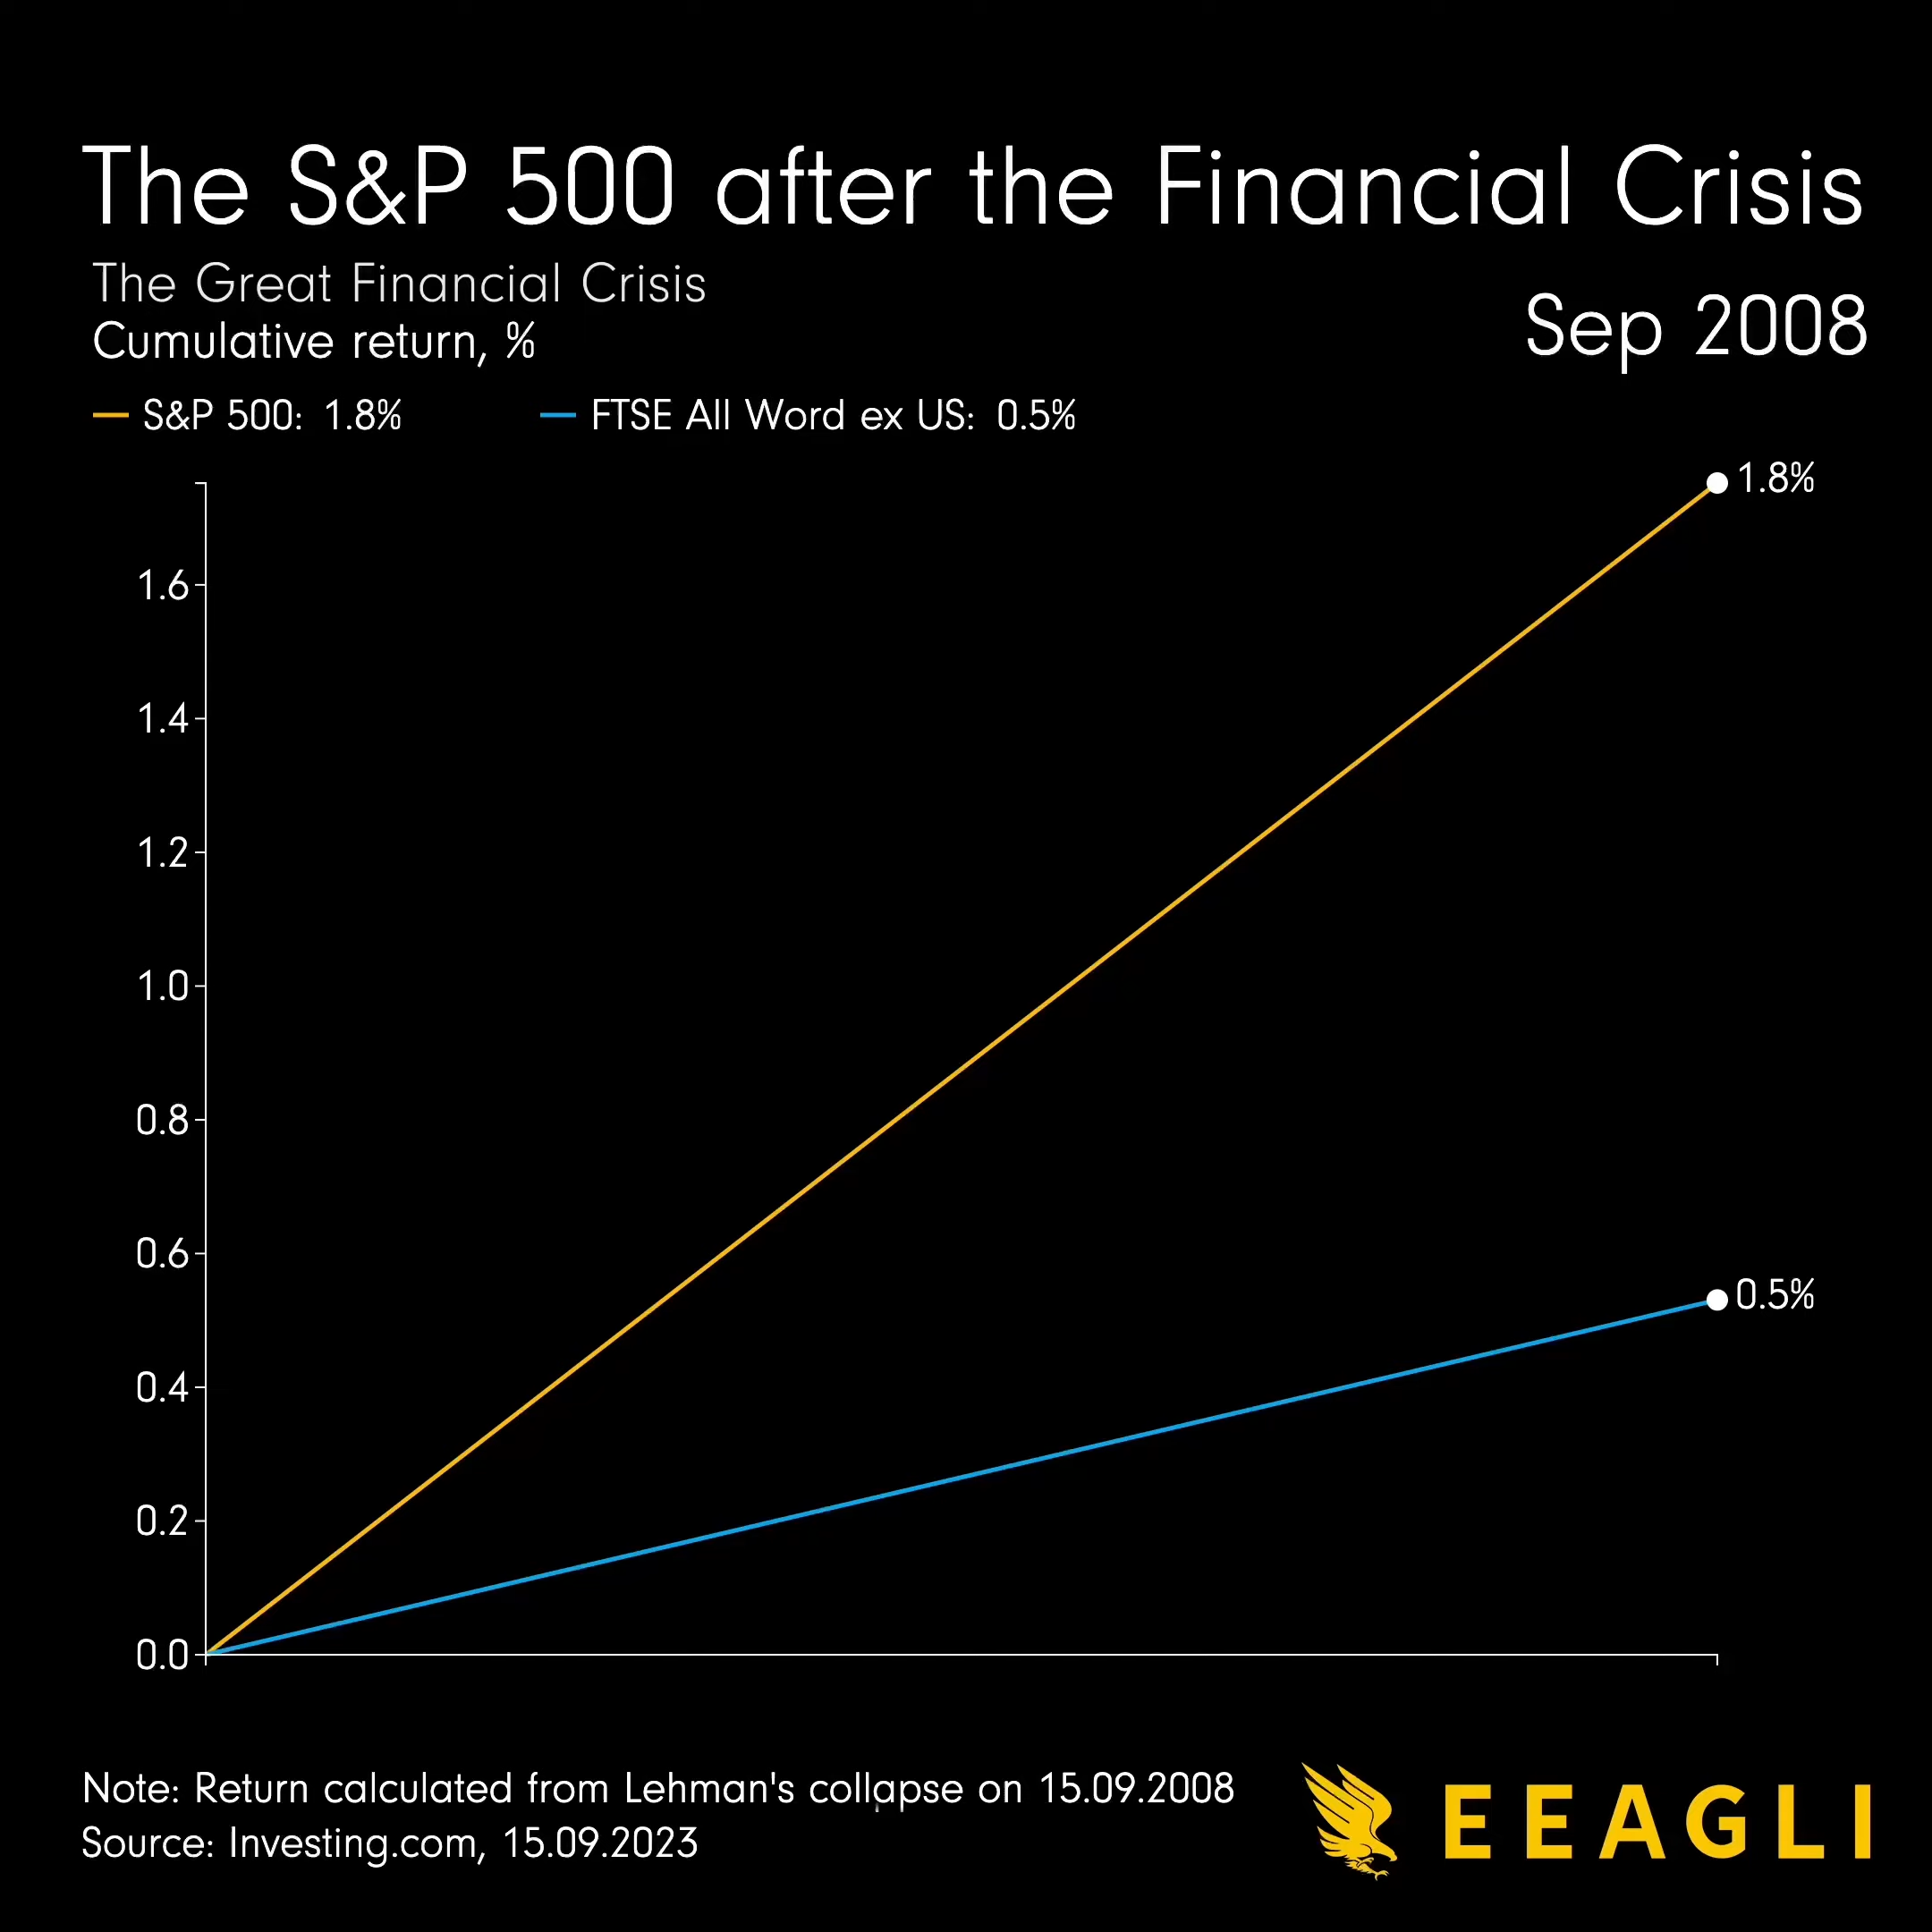 The S&P 500 after the Financial Crisis
The Great Financial Crisis
Cumulative return, %
Sep 2008
S&P 500: 1.8%
FTSE All Word ex US: 0.5%
1.8%
1.6
1.4
1.2
1.0
0.8
0.6
0.5%
0.4
0.2
0.0
Note: Return calculated from Lehman's collapse on 15.09.2008
Source: Investing.com, 15.09.2023
EEAGLI